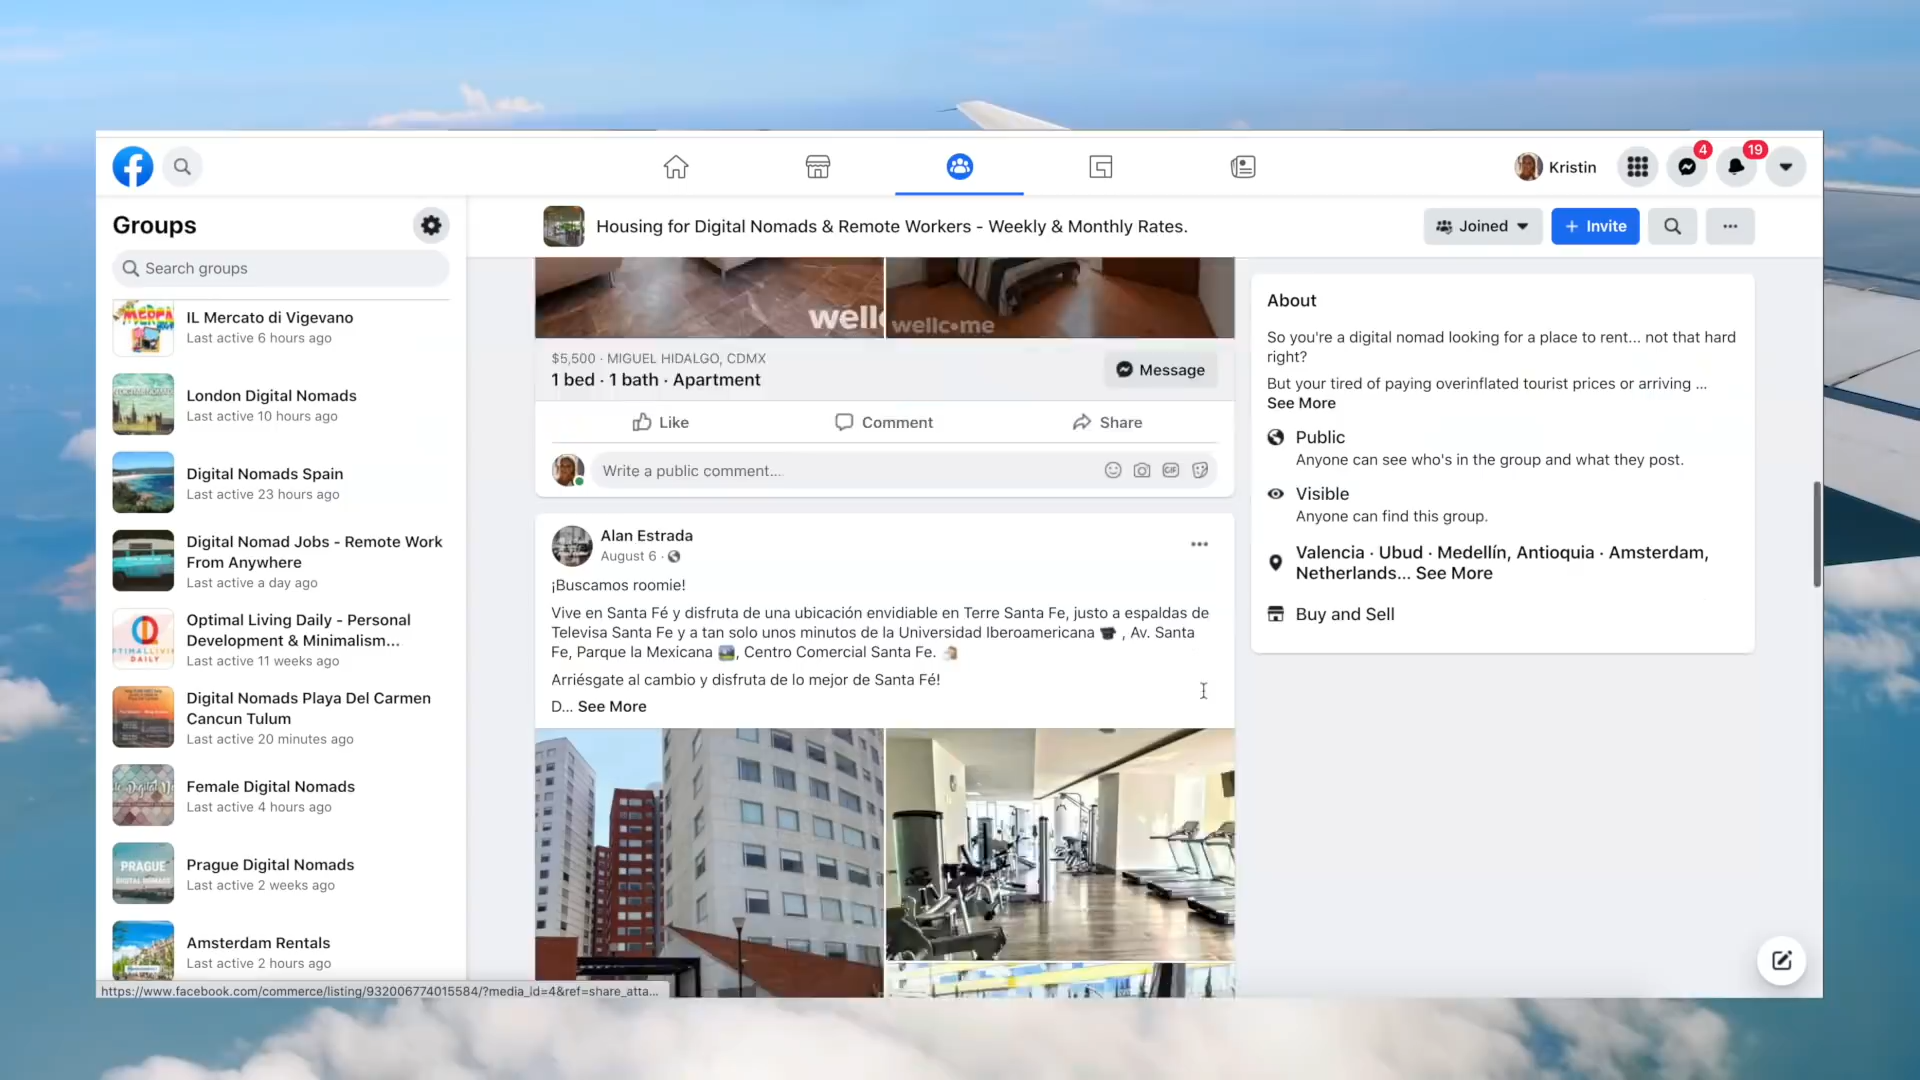 4
19
Kristin
Groups
Search groups
IL Mercato di Vigevano
Last active 6 hours ago
London Digital Nomads
Last active 10 hours ago
Digital Nomads Spain
Last active 23 hours ago
Digital Nomad Jobs - Remote Work
From Anywhere
Last active a day ago
Optimal Living Daily - Personal
Development & Minimalism...
Last active 11 weeks ago
Digital Nomads Playa Del Carmen
Cancun Tulum
Last active 20 minutes ago
Female Digital Nomads
Last active 4 hours ago
PRAGUE
Prague Digital Nomads
Last active 2 weeks ago
Amsterdam Rentals
Last active 2 hours ago
https://www.facebook.com/commerce/listing/932006774015584/?media_id=4&ref=share_atta...
Housing for Digital Nomads & Remote Workers - Weekly & Monthly Rates.
Joined
+ Invite
wellc•me
$5,500 · MIGUEL HIDALGO, CDMX
1 bed · 1 bath · Apartment
Message
Like
Comment
Share
Write a public comment...
GIF
Alan Estrada
August 6 ·
¡Buscamos roomie!
Vive en Santa Fé y disfruta de una ubicación envidiable en Terre Santa Fe, justo a espaldas de
Televisa Santa Fe y a tan solo unos minutos de la Universidad Iberoamericana 🎓 , Av. Santa
Fe, Parque la Mexicana 🏞️, Centro Comercial Santa Fe. 🛍️
Arriésgate al cambio y disfruta de lo mejor de Santa Fé!
D... See More
About
So you're a digital nomad looking for a place to rent... not that hard
right?
But your tired of paying overinflated tourist prices or arriving ...
See More
Public
Anyone can see who's in the group and what they post.
Visible
Anyone can find this group.
Valencia · Ubud · Medellín, Antioquia · Amsterdam,
Netherlands... See More
Buy and Sell